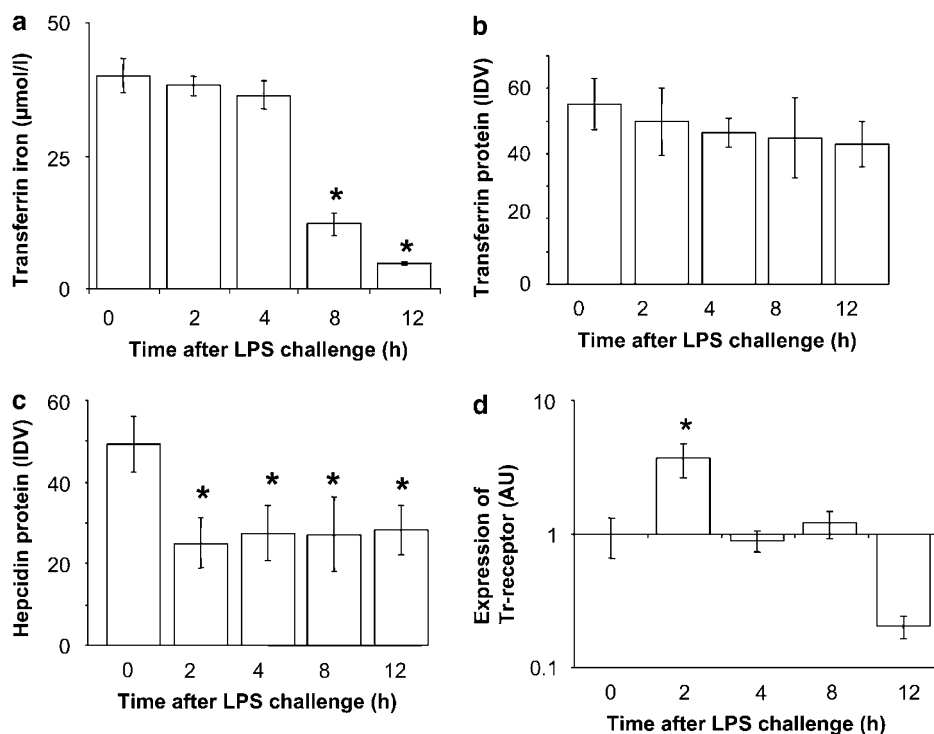 a
50
25
0
Transferrin iron (µmol/l)
*
*
0 2 4 8 12
Time after LPS challenge (h)
b
60
40
20
0
Transferrin protein (IDV)
0 2 4 8 12
Time after LPS challenge (h)
c
60
40
20
0
Hepcidin protein (IDV)
* * * *
0 2 4 8 12
Time after LPS challenge (h)
d
10
1
0.1
Expression of
Tr-receptor (AU)
*
0 2 4 8 12
Time after LPS challenge (h)